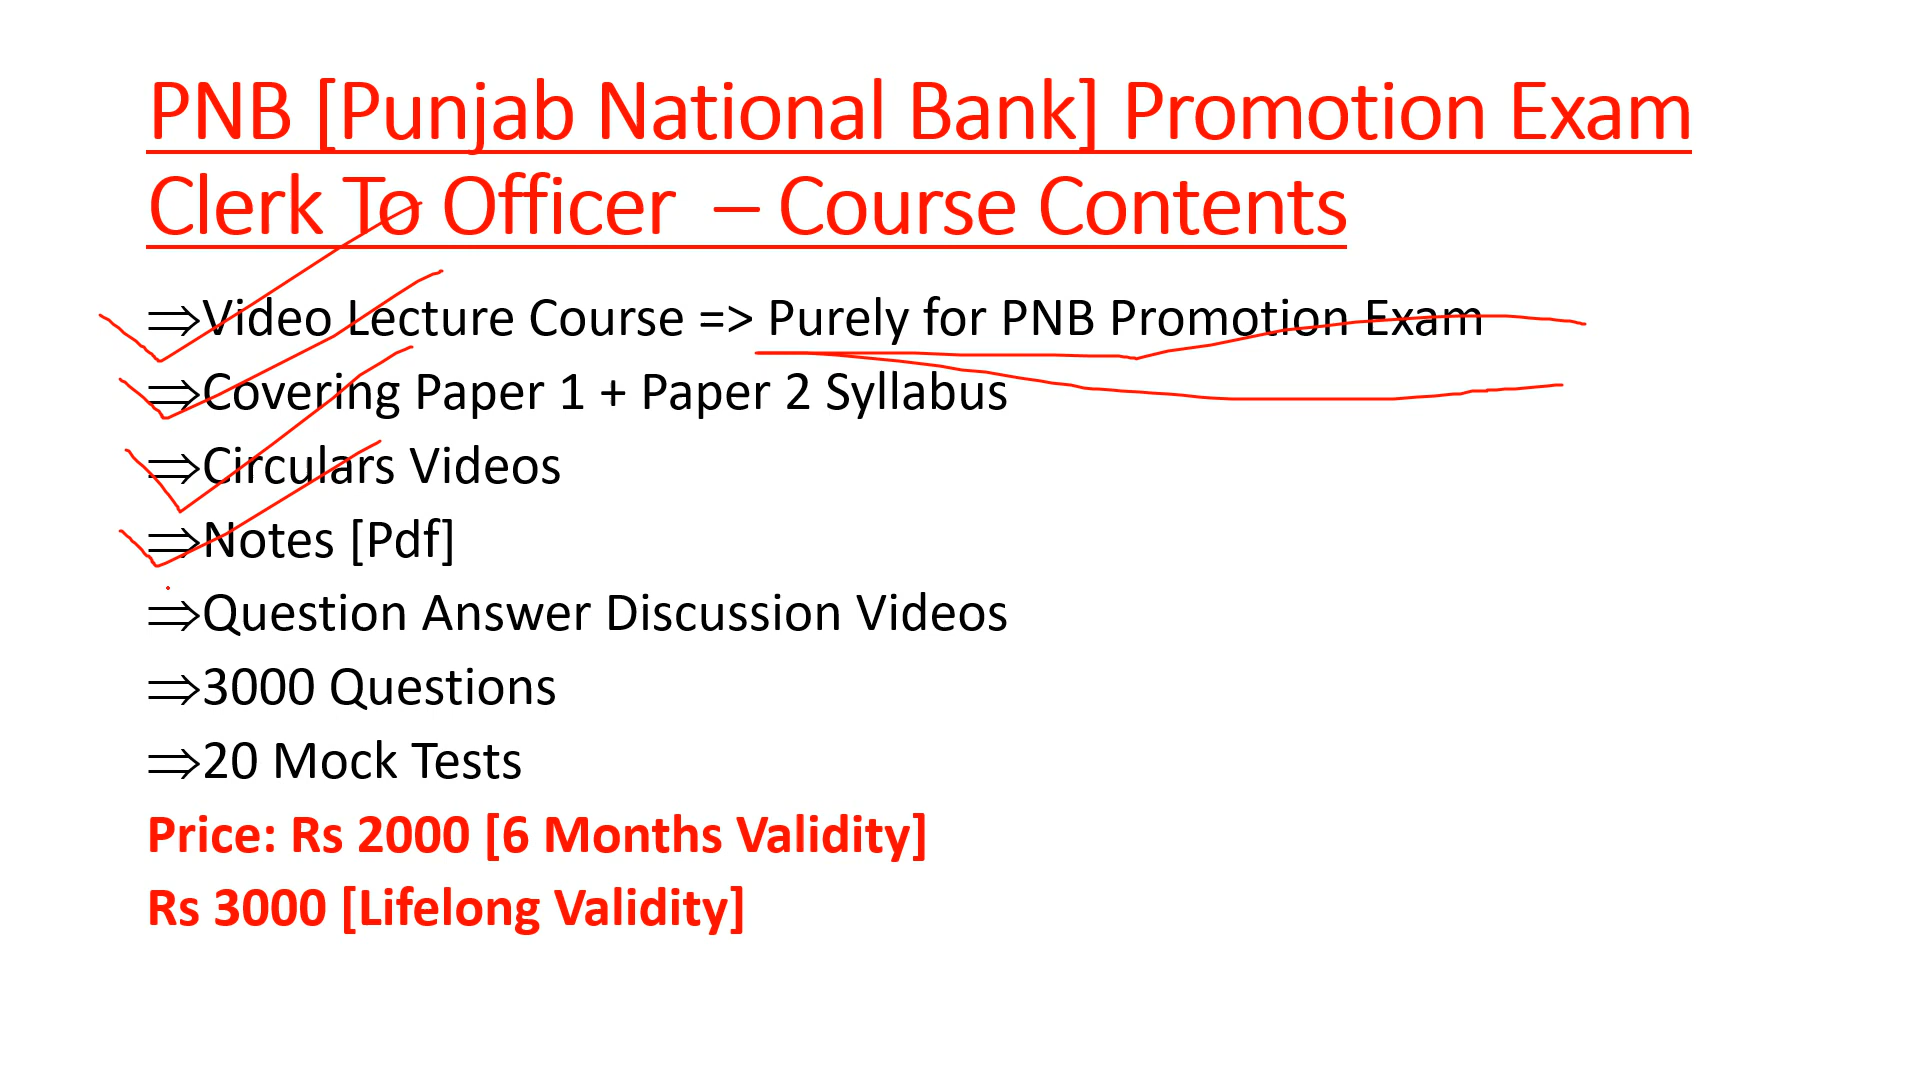 PNB [Punjab National Bank] Promotion Exam
Clerk To Officer – Course Contents
⇒Video Lecture Course => Purely for PNB Promotion Exam
⇒Covering Paper 1 + Paper 2 Syllabus
⇒Circulars Videos
⇒Notes [Pdf]
⇒Question Answer Discussion Videos
⇒3000 Questions
⇒20 Mock Tests
Price: Rs 2000 [6 Months Validity]
Rs 3000 [Lifelong Validity]